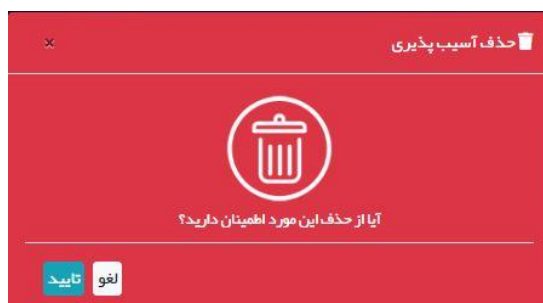 حذف آسیب پذیری
×
آیا از حذف این مورد اطمینان دارید؟
لغو تایید